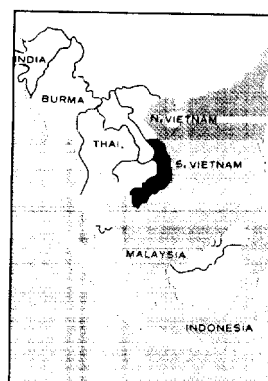 INDIA
BURMA
N. VIETNAM
THAI.
S. VIETNAM
MALAYSIA
INDONESIA